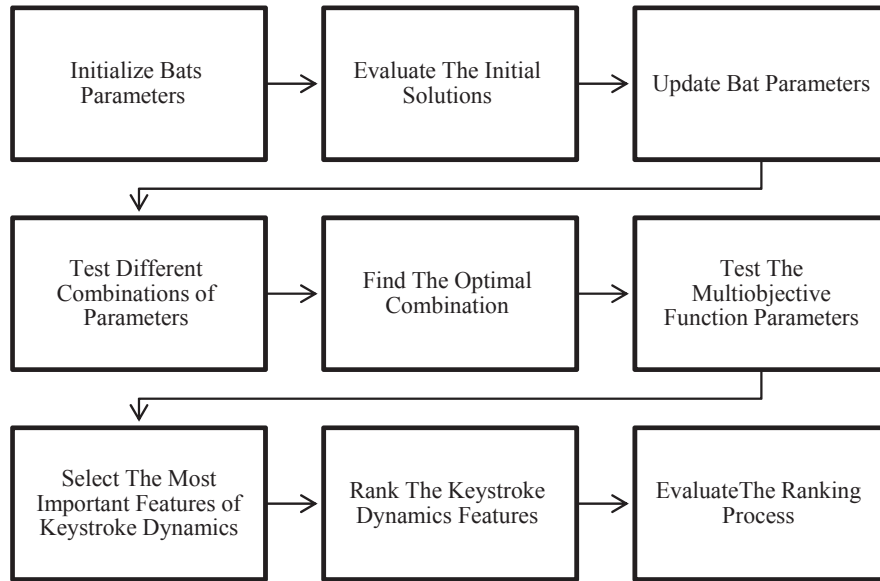 Initialize Bats
Parameters
Evaluate The Initial
Solutions
Update Bat Parameters
Test Different
Combinations of
Parameters
Find The Optimal
Combination
Test The
Multiobjective
Function Parameters
Select The Most
Important Features of
Keystroke Dynamics
Rank The Keystroke
Dynamics Features
EvaluateThe Ranking
Process